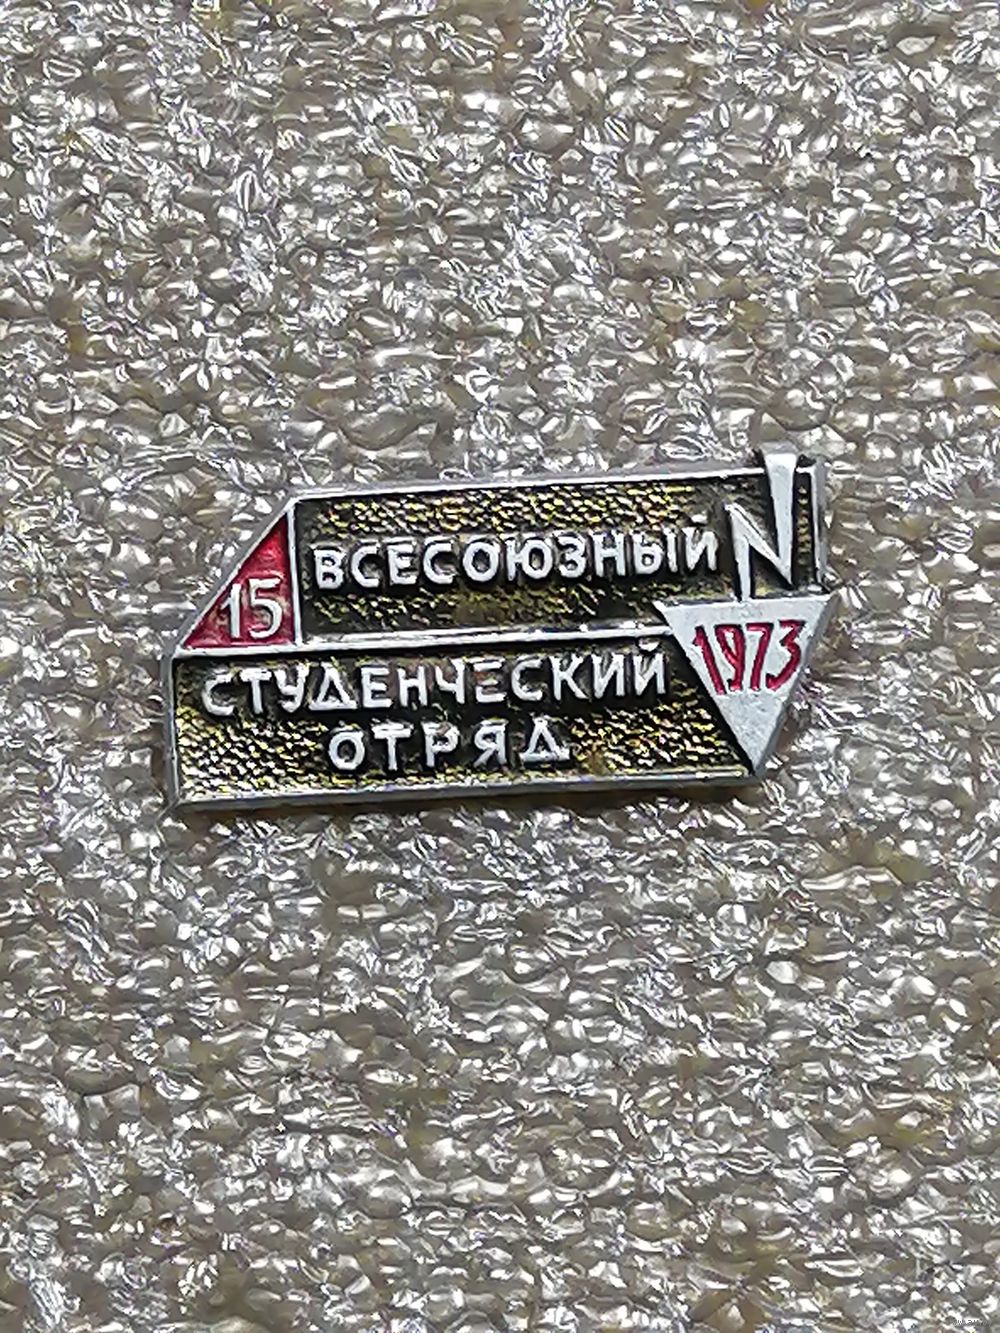 15 ВСЕСОЮЗНЫЙ
СТУДЕНЧЕСКИЙ
ОТРЯД
1973